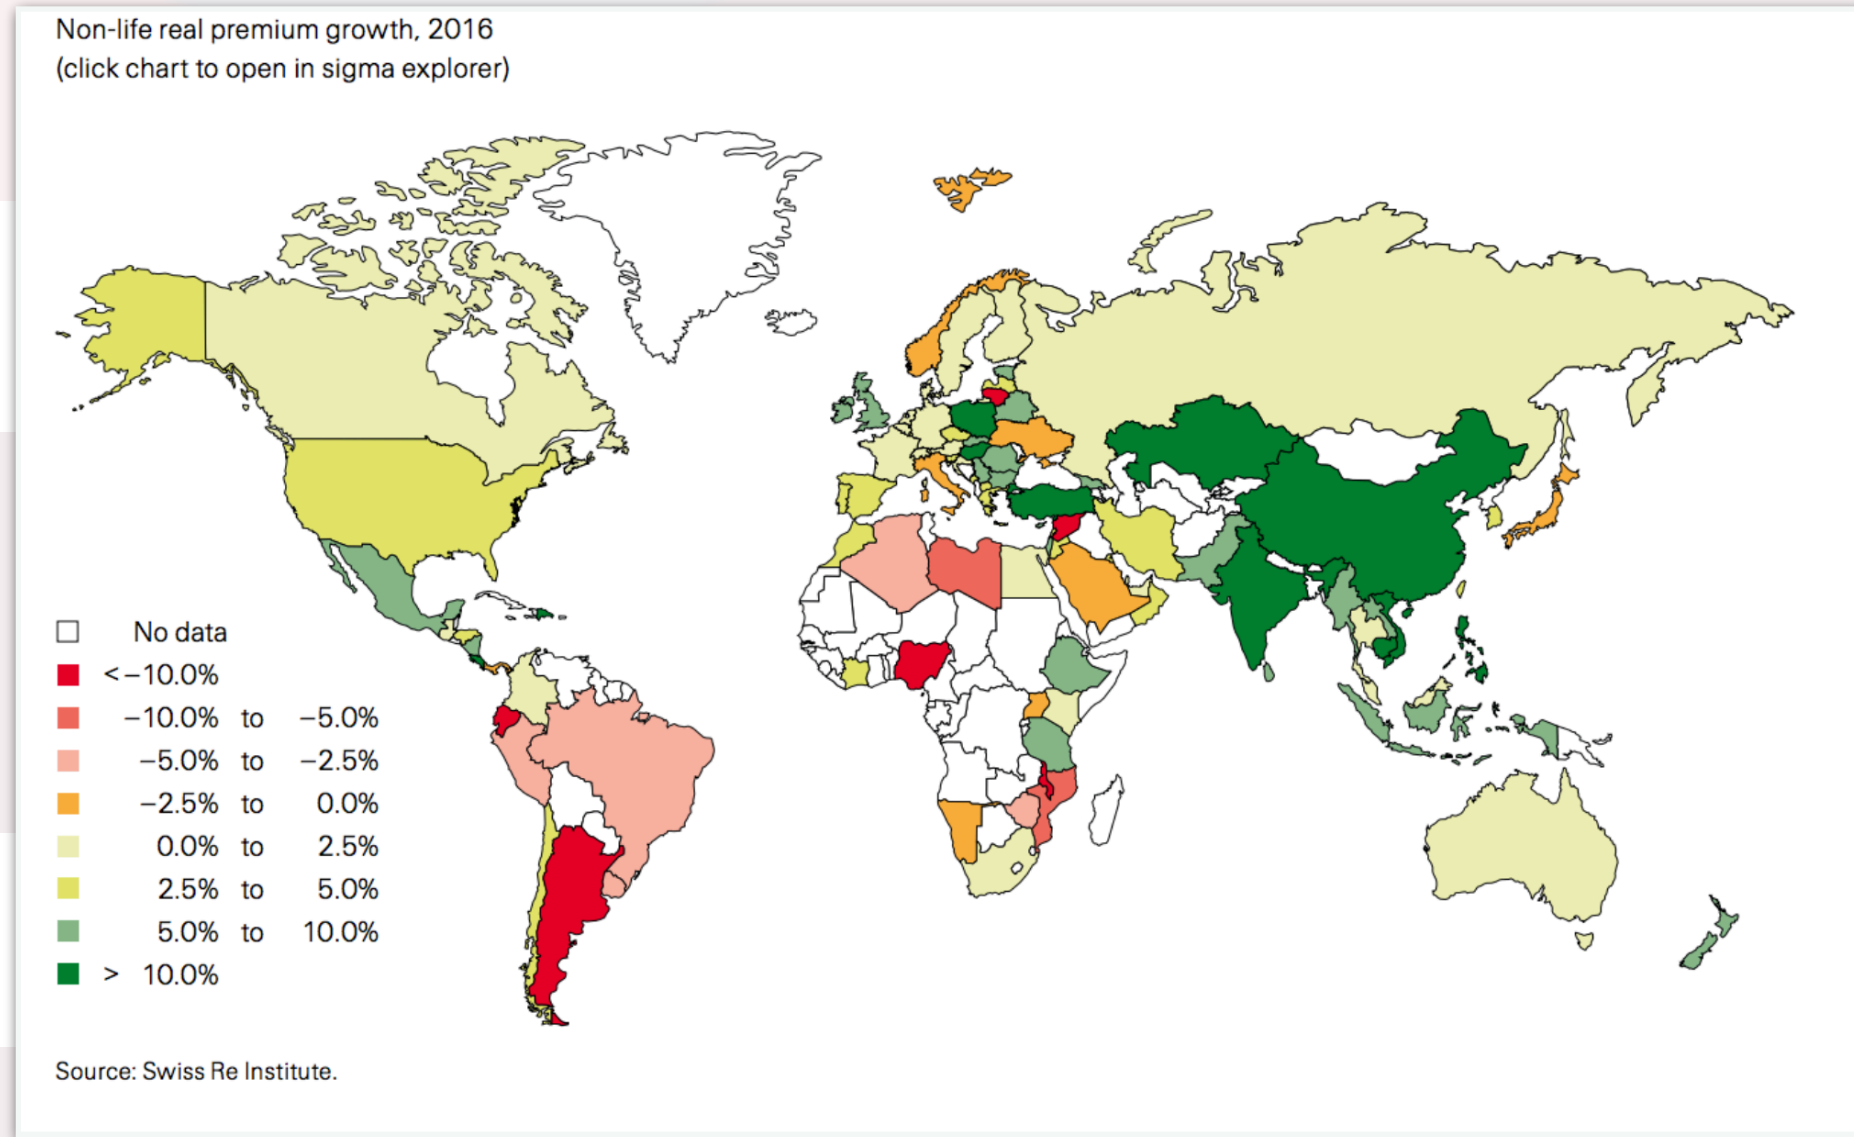 Non-life real premium growth, 2016
(click chart to open in sigma explorer)
No data
< −10.0%
−10.0% to −5.0%
−5.0% to −2.5%
−2.5% to 0.0%
0.0% to 2.5%
2.5% to 5.0%
5.0% to 10.0%
> 10.0%
Source: Swiss Re Institute.